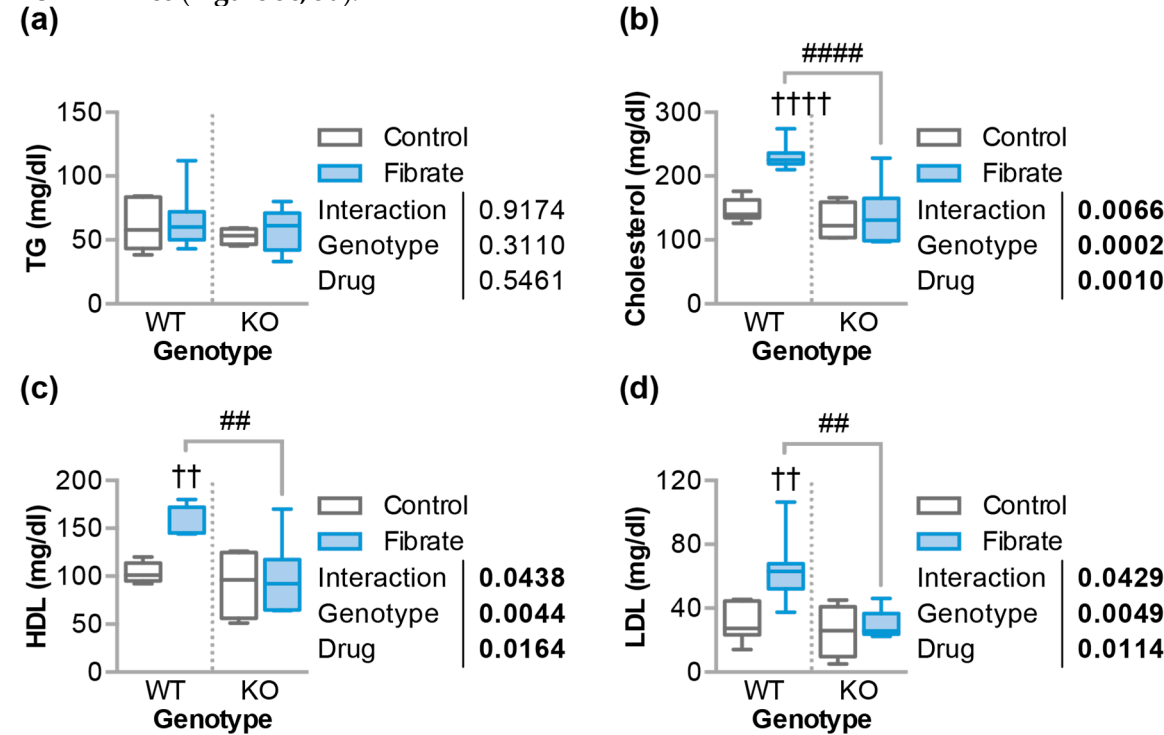 (a)
(b)
####
††††
TG (mg/dl)
150
100
50
0
WT
KO
Genotype
Control
Fibrate
Interaction 0.9174
Genotype 0.3110
Drug 0.5461
Cholesterol (mg/dl)
300
200
100
0
WT
KO
Genotype
Control
Fibrate
Interaction 0.0066
Genotype 0.0002
Drug 0.0010
(c)
##
††
HDL (mg/dl)
200
150
100
50
0
WT
KO
Genotype
Control
Fibrate
Interaction 0.0438
Genotype 0.0044
Drug 0.0164
(d)
##
††
LDL (mg/dl)
120
80
40
0
WT
KO
Genotype
Control
Fibrate
Interaction 0.0429
Genotype 0.0049
Drug 0.0114